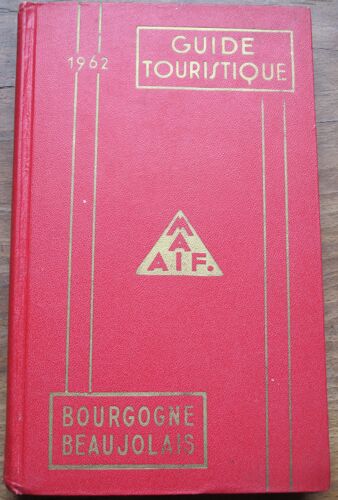 1962
GUIDE
TOURISTIQUE
M
A
AIF.
BOURGOGNE
BEAUJOLAIS